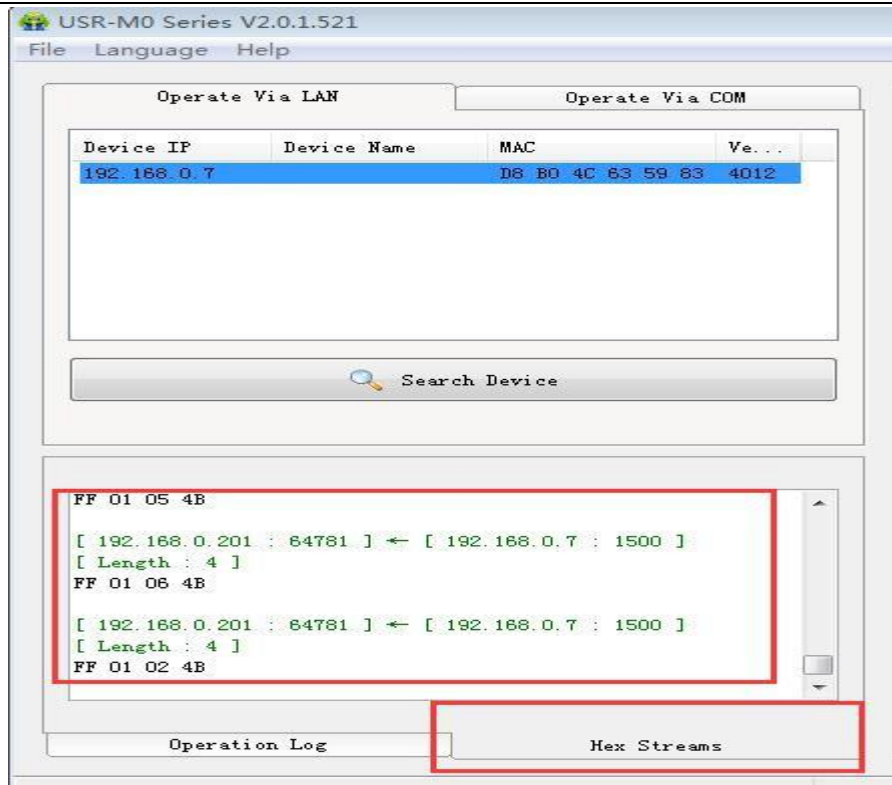 USR-M0 Series V2.0.1.521
File Language Help
Operate Via LAN Operate Via COM
Device IP Device Name MAC Ve...
192.168.0.7 D8 B0 4C 63 59 83 4012
Search Device
FF 01 05 4B
[ 192.168.0.201 : 64781 ] ← [ 192.168.0.7 : 1500 ]
[ Length : 4 ]
FF 01 06 4B
[ 192.168.0.201 : 64781 ] ← [ 192.168.0.7 : 1500 ]
[ Length : 4 ]
FF 01 02 4B
Operation Log Hex Streams